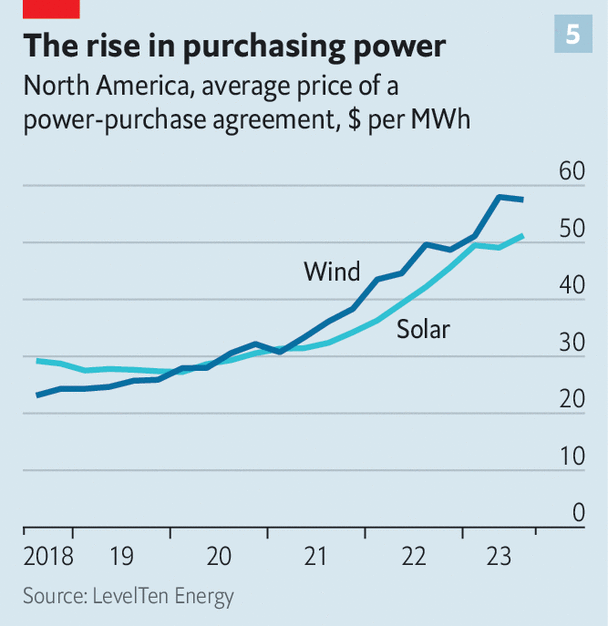 5
The rise in purchasing power
North America, average price of a
power-purchase agreement, $ per MWh
60
50
Wind
40
Solar
30
20
10
0
2018 19 20 21 22 23
Source: LevelTen Energy